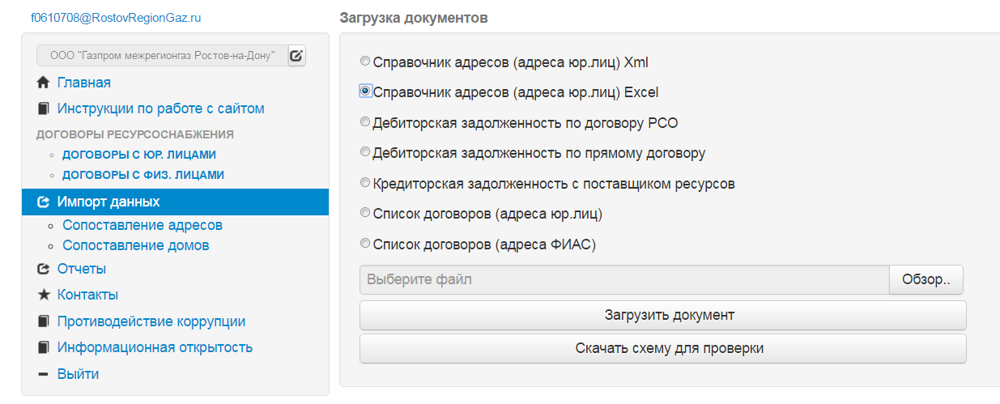 f0610708@RostovRegionGaz.ru
ООО "Газпром межрегионгаз Ростов-на-Дону"
Главная
Инструкции по работе с сайтом
ДОГОВОРЫ РЕСУРСОСНАБЖЕНИЯ
ДОГОВОРЫ С ЮР. ЛИЦАМИ
ДОГОВОРЫ С ФИЗ. ЛИЦАМИ
Импорт данных
Сопоставление адресов
Сопоставление домов
Отчеты
Контакты
Противодействие коррупции
Информационная открытость
Выйти
Загрузка документов
Справочник адресов (адреса юр.лиц) Xml
Справочник адресов (адреса юр.лиц) Excel
Дебиторская задолженность по договору РСО
Дебиторская задолженность по прямому договору
Кредиторская задолженность с поставщиком ресурсов
Список договоров (адреса юр.лиц)
Список договоров (адреса ФИАС)
Выберите файл
Обзор..
Загрузить документ
Скачать схему для проверки